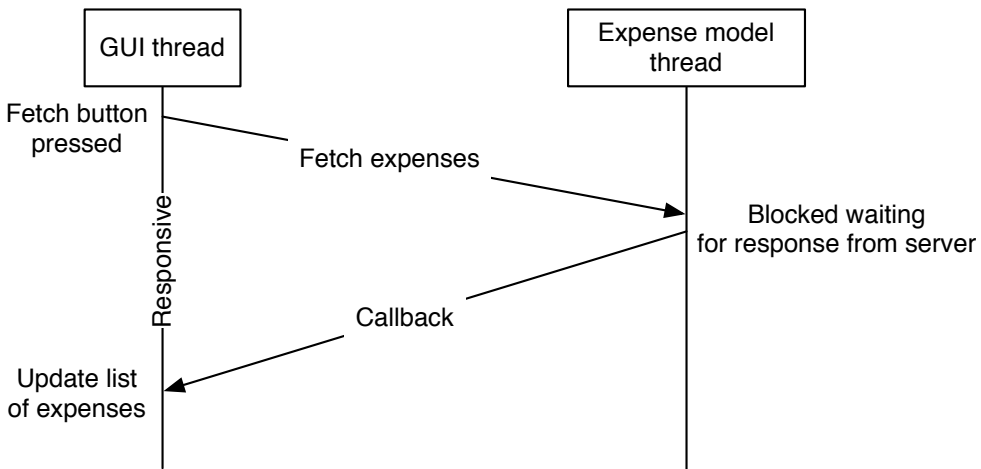 GUI thread
Expense model
thread
Fetch button
pressed
Fetch expenses
Responsive
Blocked waiting
for response from server
Callback
Update list
of expenses